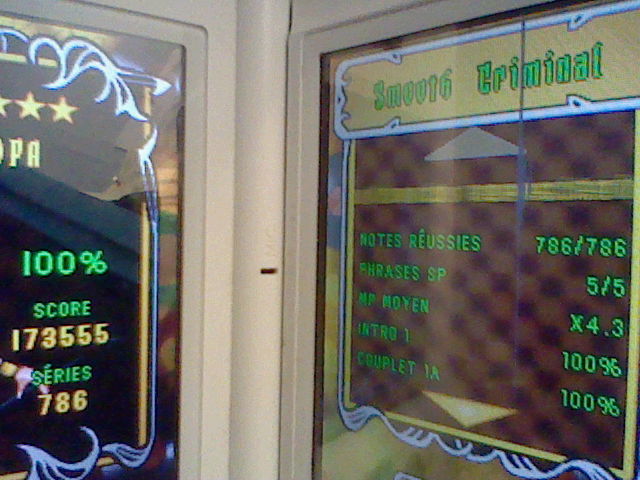 OPA
100%
SCORE
173555
SÉRIES
786
Smooth Criminal
NOTES RÉUSSIES 786/786
PHRASES SP 5/5
MP MOYEN X4.3
INTRO 1 100%
COUPLET 1A 100%